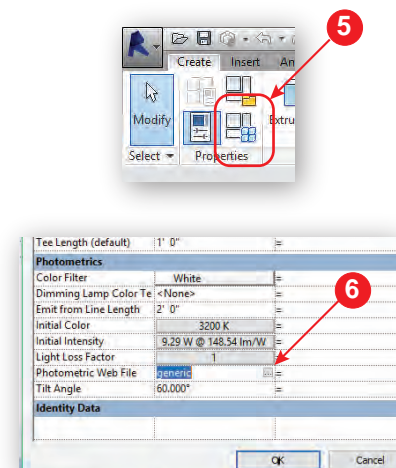 5
Create Insert An
Modify
Extru
Select Properties
Tee Length (default) 1' 0" =
Photometrics
Color Filter White =
Dimming Lamp Color Te <None> =
Emit from Line Length 2' 0" =
Initial Color 3200 K =
Initial Intensity 9.29 W @ 148.54 lm/W =
Light Loss Factor 1 =
Photometric Web File generic ... =
Tilt Angle 60.000° =
Identity Data
6
OK Cancel